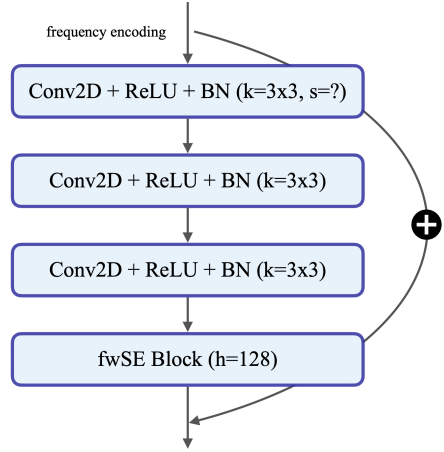 frequency encoding
Conv2D + ReLU + BN (k=3x3, s=?)
Conv2D + ReLU + BN (k=3x3)
Conv2D + ReLU + BN (k=3x3)
+
fwSE Block (h=128)